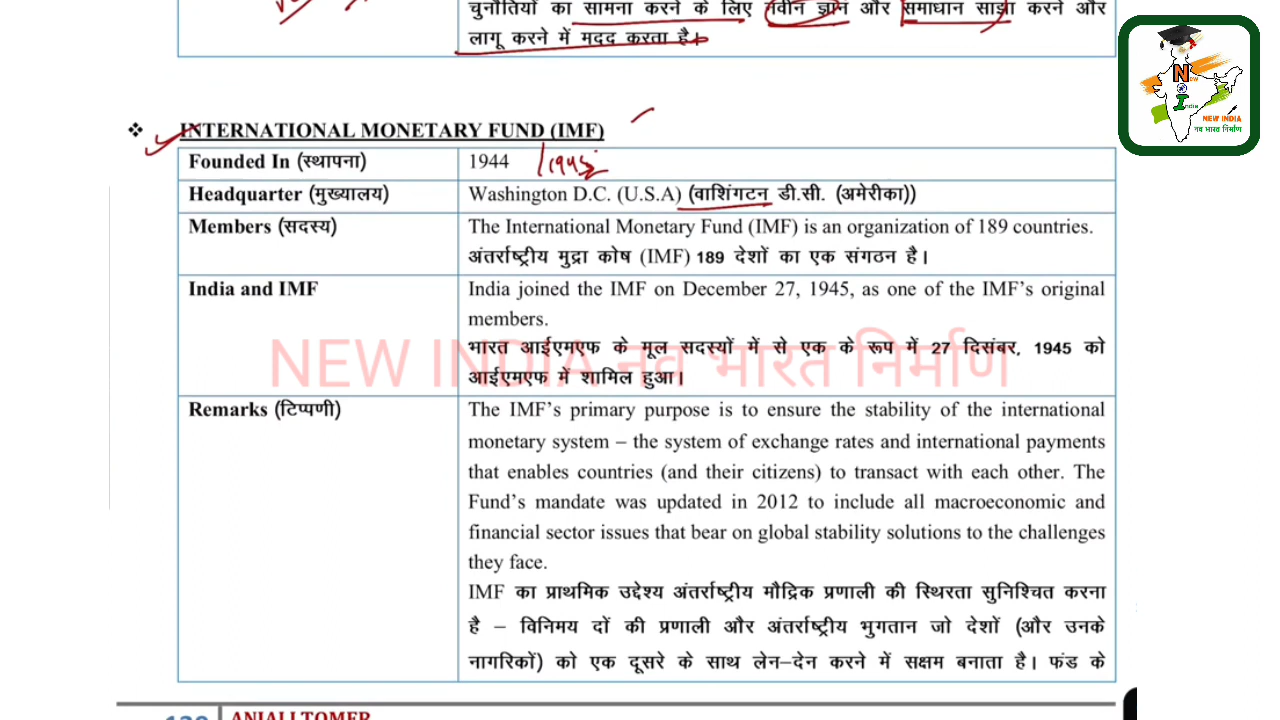 चुनौतियों का सामना करने के लिए नवीन ज्ञान और समाधान साझा करने और
लागू करने में मदद करता है।
NEW INDIA
नव भारत निर्माण
❖ INTERNATIONAL MONETARY FUND (IMF)
Founded In (स्थापना) 1944 /1945
Headquarter (मुख्यालय) Washington D.C. (U.S.A) (वाशिंगटन डी.सी. (अमेरीका))
Members (सदस्य) The International Monetary Fund (IMF) is an organization of 189 countries.
अंतर्राष्ट्रीय मुद्रा कोष (IMF) 189 देशों का एक संगठन है।
India and IMF India joined the IMF on December 27, 1945, as one of the IMF’s original
members.
भारत आईएमएफ के मूल सदस्यों में से एक के रूप में 27 दिसंबर, 1945 को
NEW INDIA नव भारत निर्माण
आईएमएफ में शामिल हुआ।
Remarks (टिप्पणी) The IMF’s primary purpose is to ensure the stability of the international
monetary system – the system of exchange rates and international payments
that enables countries (and their citizens) to transact with each other. The
Fund’s mandate was updated in 2012 to include all macroeconomic and
financial sector issues that bear on global stability solutions to the challenges
they face.
IMF का प्राथमिक उद्देश्य अंतर्राष्ट्रीय मौद्रिक प्रणाली की स्थिरता सुनिश्चित करना
है – विनिमय दों की प्रणाली और अंतर्राष्ट्रीय भुगतान जो देशों (और उनके
नागरिकों) को एक दूसरे के साथ लेन–देन करने में सक्षम बनाता है। फंड के
ANJALI TOMER